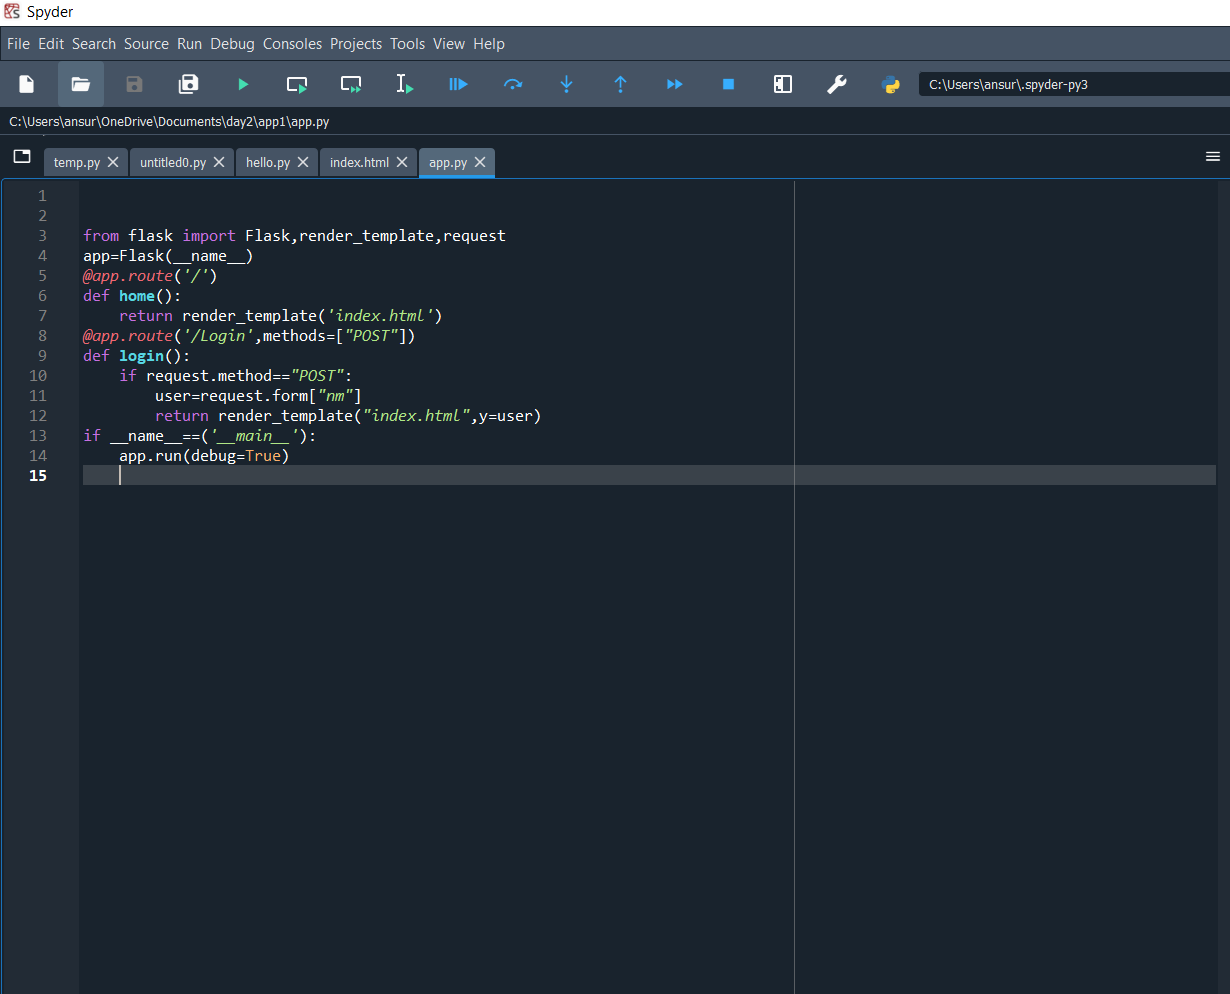 Spyder
File Edit Search Source Run Debug Consoles Projects Tools View Help
C:\Users\ansur\.spyder-py3
C:\Users\ansur\OneDrive\Documents\day2\app1\app.py
temp.py untitled0.py hello.py index.html app.py
1
2
3 from flask import Flask,render_template,request
4 app=Flask(__name__)
5 @app.route('/')
6 def home():
7     return render_template('index.html')
8 @app.route('/Login',methods=["POST"])
9 def login():
10     if request.method=="POST":
11         user=request.form["nm"]
12         return render_template("index.html",y=user)
13 if __name__==('__main__'):
14     app.run(debug=True)
15